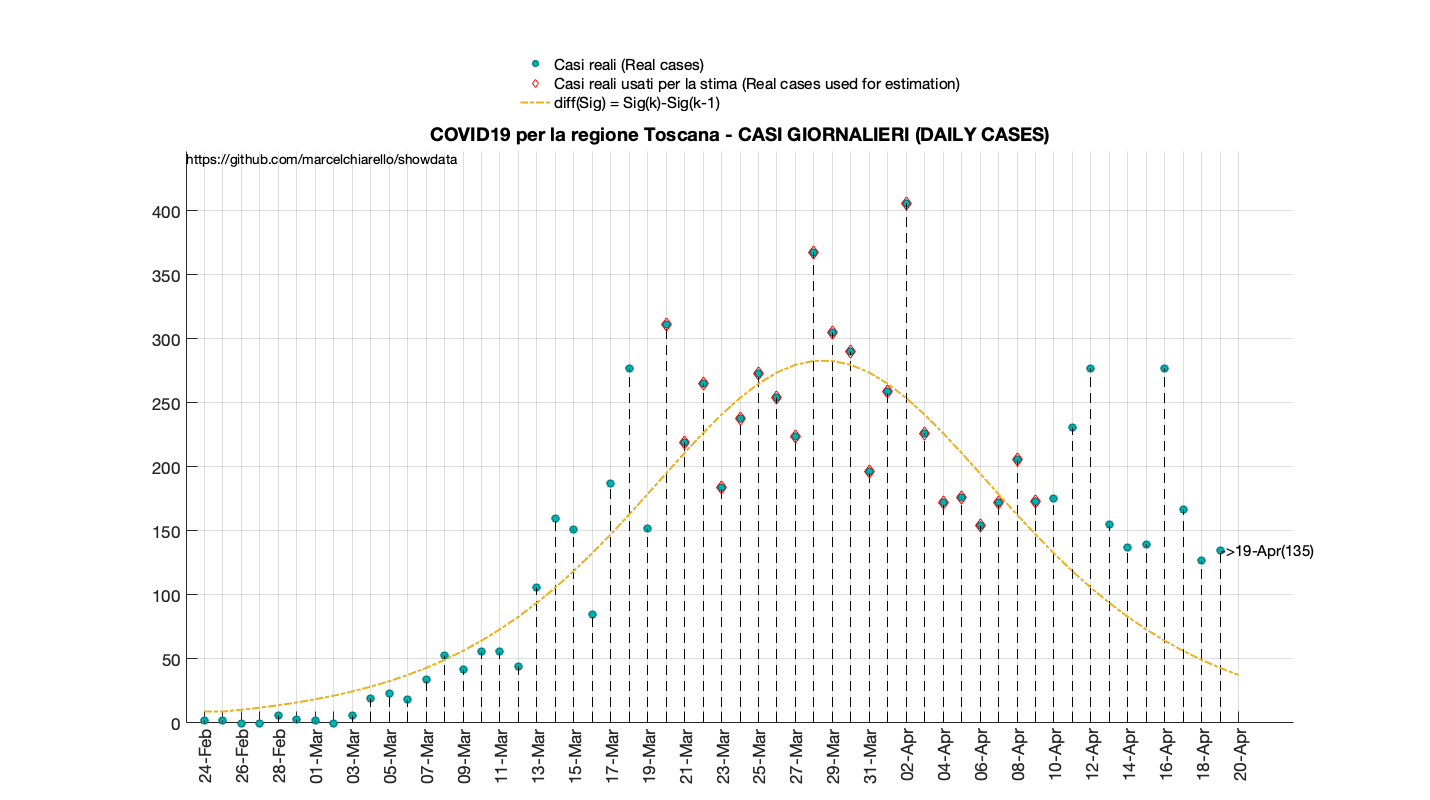 Casi reali (Real cases)
Casi reali usati per la stima (Real cases used for estimation)
diff(Sig) = Sig(k)-Sig(k-1)
COVID19 per la regione Toscana - CASI GIORNALIERI (DAILY CASES)
https://github.com/marcelchiarello/showdata
400
350
300
250
200
150
100
50
0
>19-Apr(135)
24-Feb
26-Feb
28-Feb
01-Mar
03-Mar
05-Mar
07-Mar
09-Mar
11-Mar
13-Mar
15-Mar
17-Mar
19-Mar
21-Mar
23-Mar
25-Mar
27-Mar
29-Mar
31-Mar
02-Apr
04-Apr
06-Apr
08-Apr
10-Apr
12-Apr
14-Apr
16-Apr
18-Apr
20-Apr